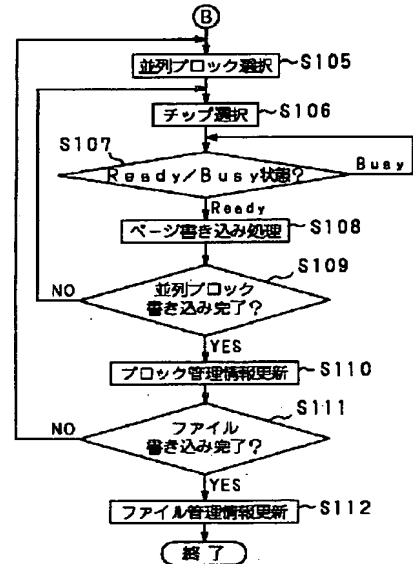 B
並列ブロック選択
S105
チップ選択
S106
S107
Ready/Busy状態?
Busy
Ready
ページ書き込み処理
S108
S109
並列ブロック
書き込み完了?
NO
YES
ブロック管理情報更新
S110
S111
ファイル
書き込み完了?
NO
YES
ファイル管理情報更新
S112
終了